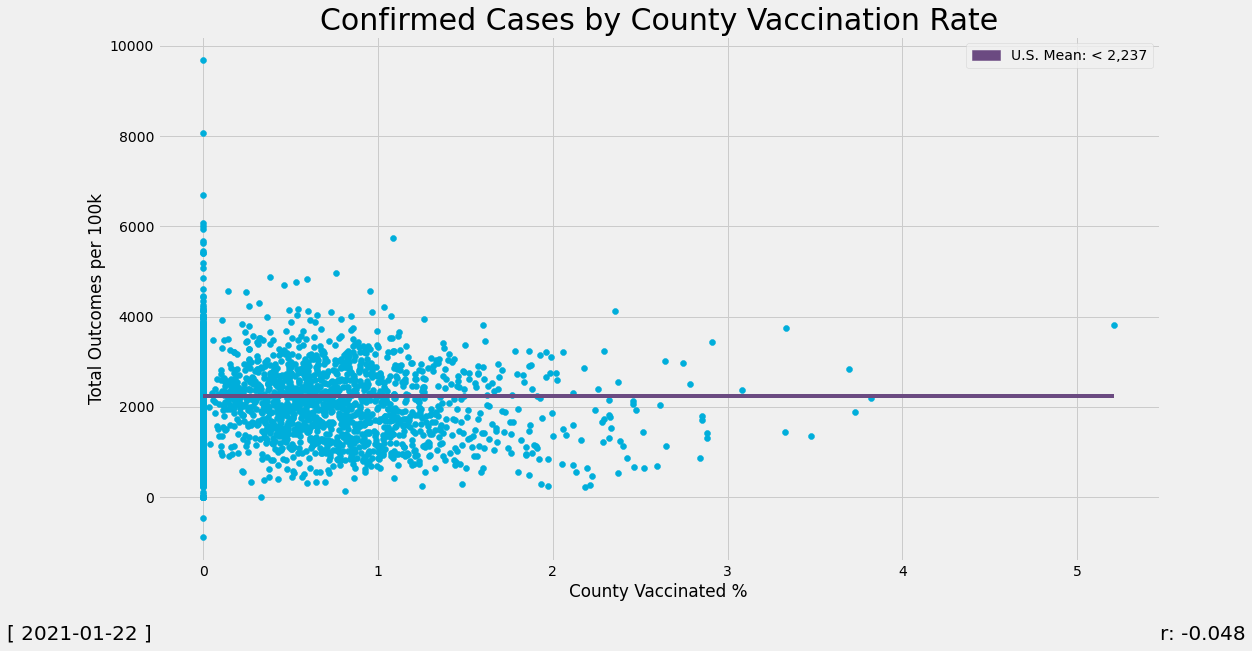 Confirmed Cases by County Vaccination Rate
U.S. Mean: < 2,237
Total Outcomes per 100k
10000
8000
6000
4000
2000
0
0 1 2 3 4 5
County Vaccinated %
[ 2021-01-22 ] r: -0.048